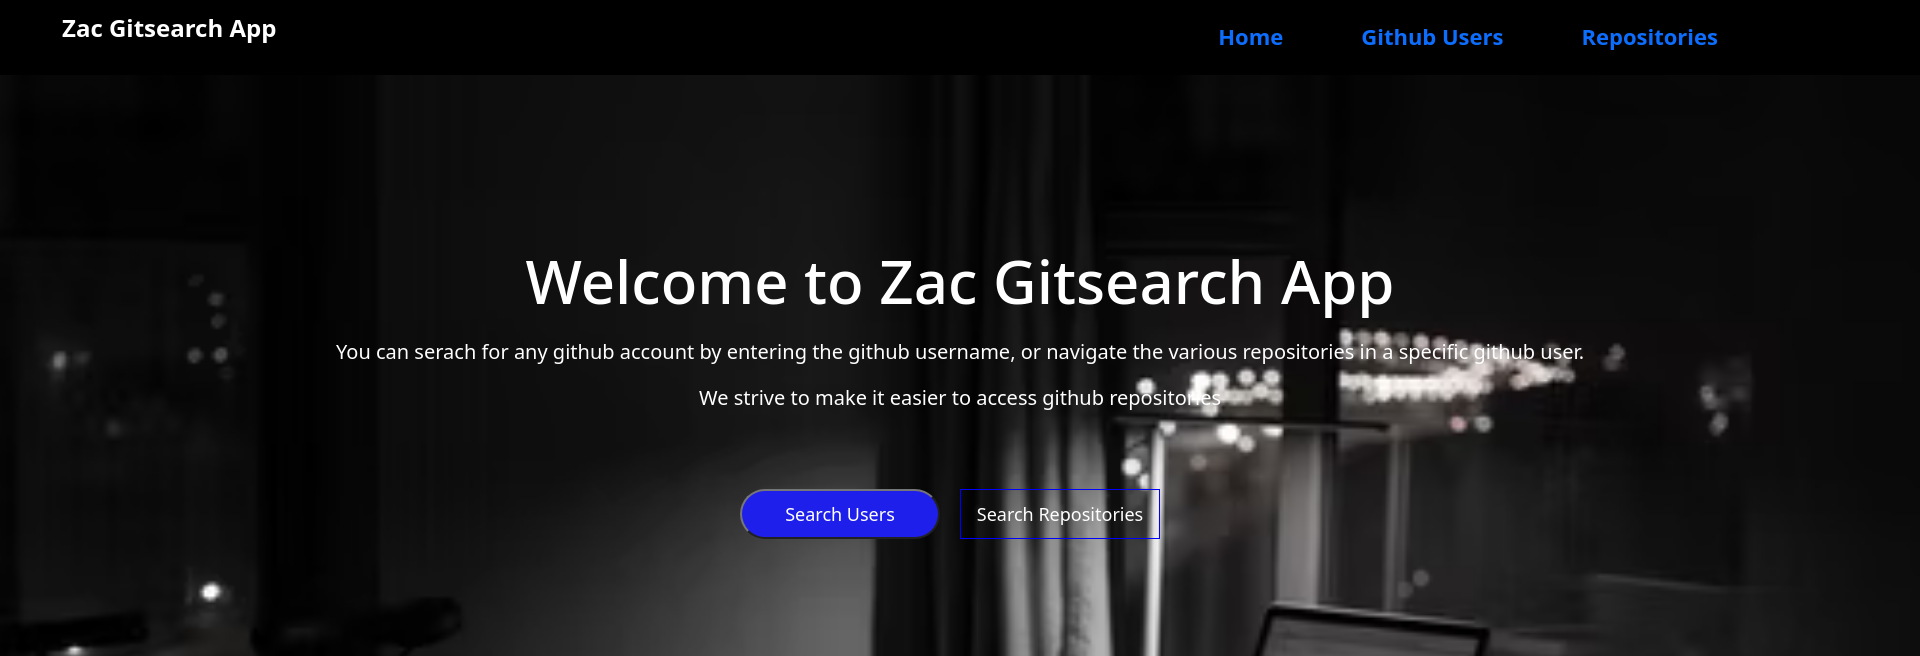 Zac Gitsearch App
Home
Github Users
Repositories
Welcome to Zac Gitsearch App
You can serach for any github account by entering the github username, or navigate the various repositories in a specific github user.
We strive to make it easier to access github repositories
Search Users
Search Repositories